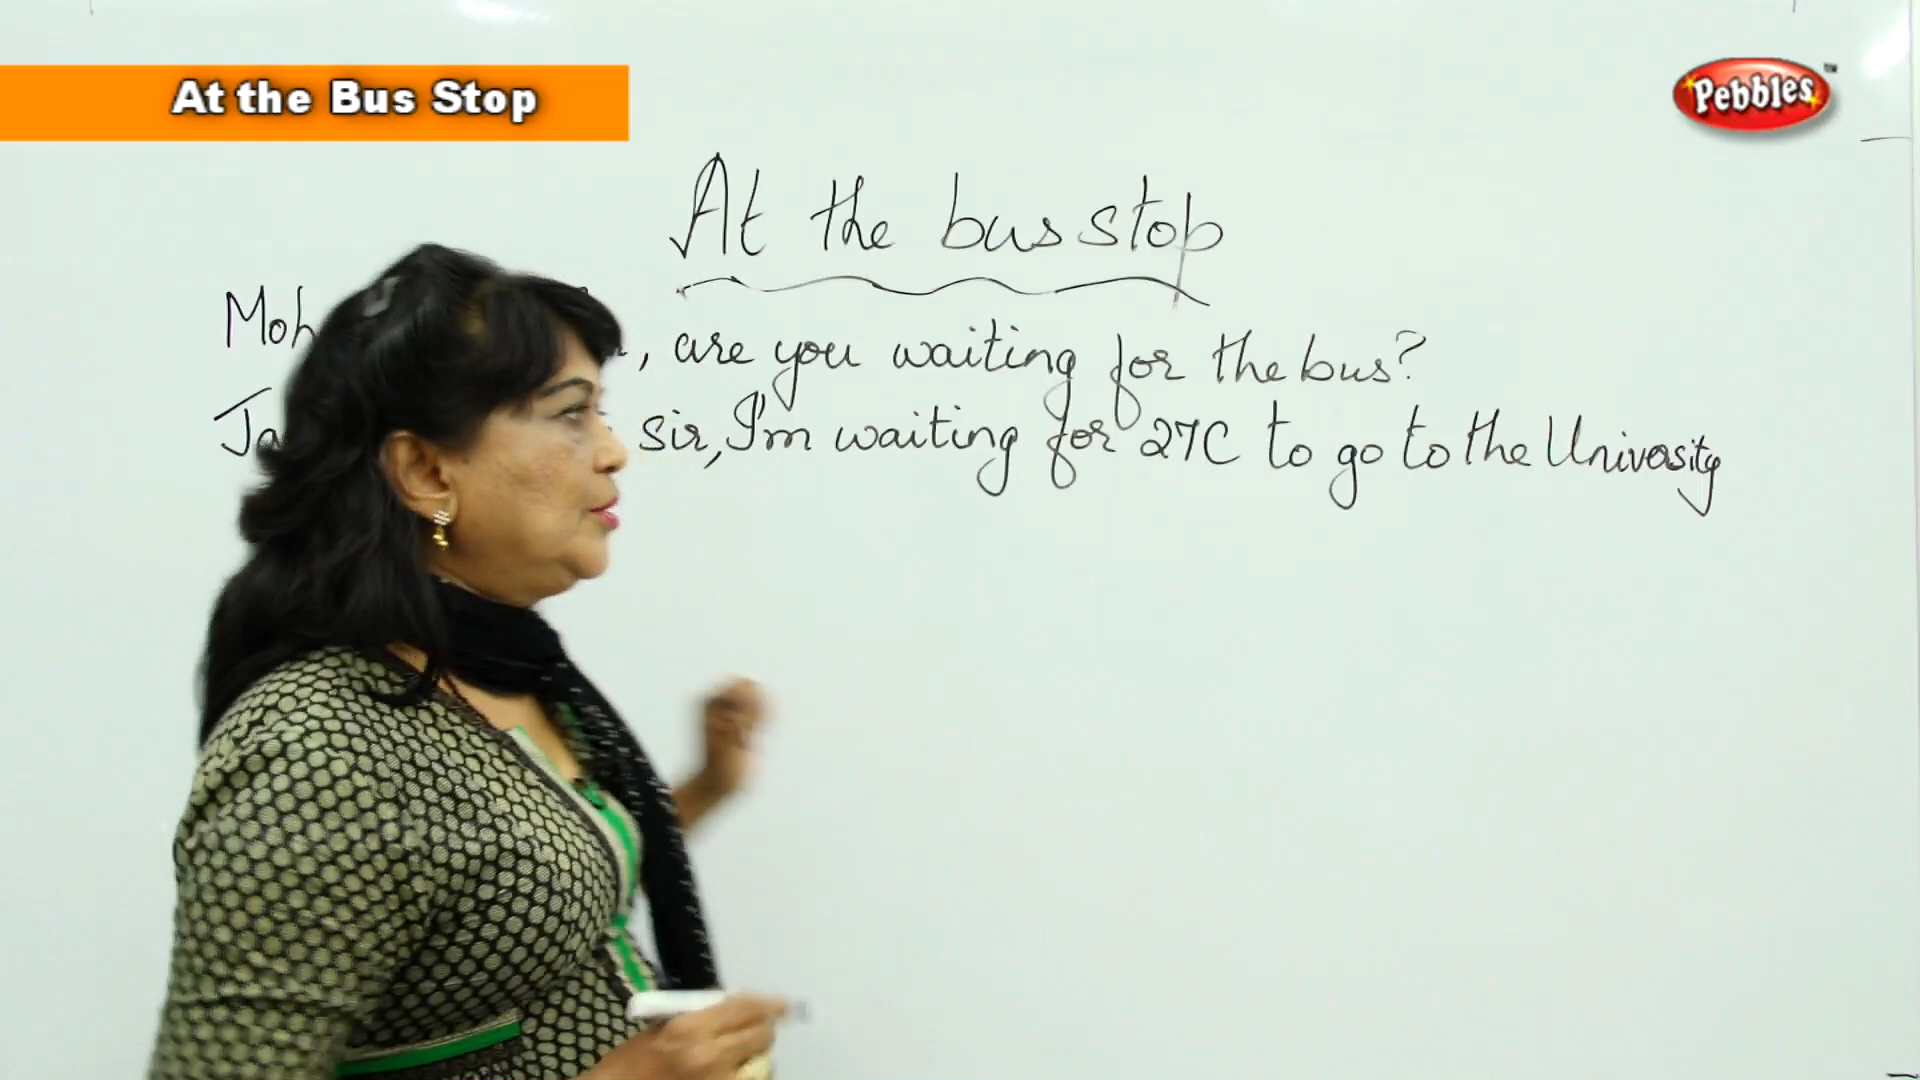 At the Bus Stop
Pebbles™
At the bus stop
Moh , are you waiting for the bus?
Ja sir, I'm waiting for 27C to go to the University